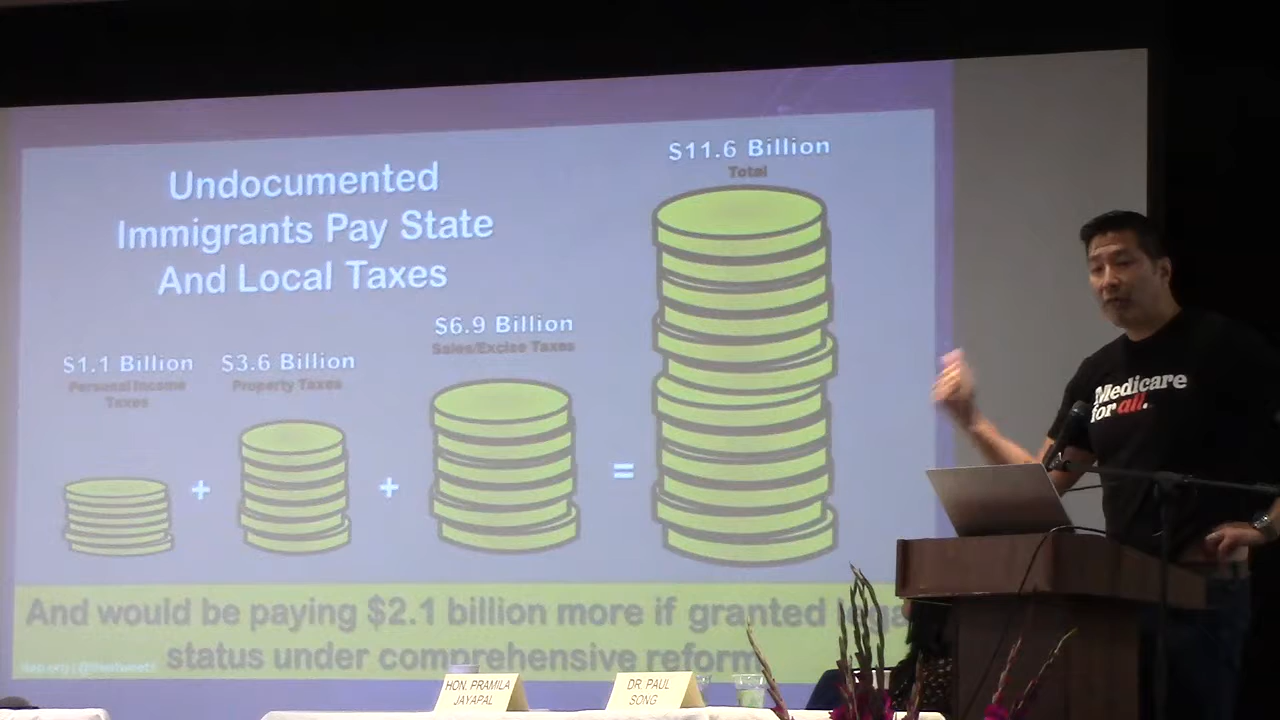 Undocumented
Immigrants Pay State
And Local Taxes
$11.6 Billion
Total
$6.9 Billion
Sales/Excise Taxes
$1.1 Billion
Personal Income
Taxes
$3.6 Billion
Property Taxes
+
+
=
And would be paying $2.1 billion more if granted
status under comprehensive reform
HON. PRAMILA
JAYAPAL
DR. PAUL
SONG
Medicare
for all.